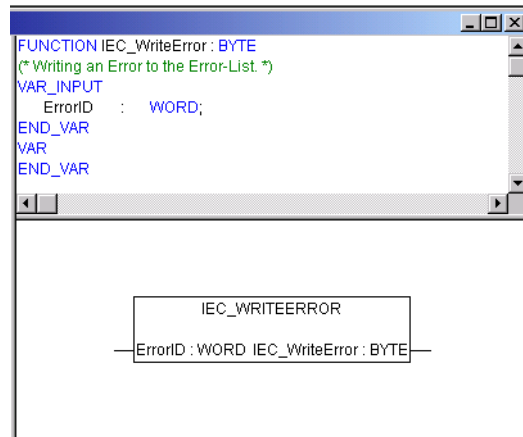 FUNCTION IEC_WriteError : BYTE
(* Writing an Error to the Error-List. *)
VAR_INPUT
ErrorID : WORD;
END_VAR
VAR
END_VAR
IEC_WRITEERROR
ErrorID : WORD IEC_WriteError : BYTE